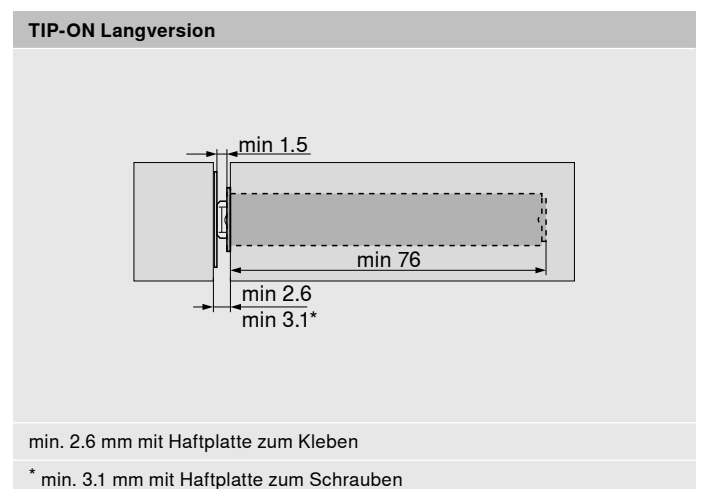 TIP-ON Langversion
min 1.5
min 76
min 2.6
min 3.1*
min. 2.6 mm mit Haftplatte zum Kleben
* min. 3.1 mm mit Haftplatte zum Schrauben